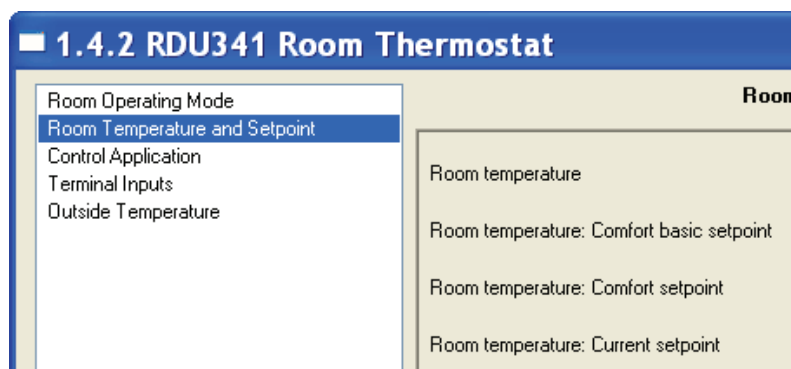 1.4.2 RDU341 Room Thermostat
Room Operating Mode
Room Temperature and Setpoint
Control Application
Terminal Inputs
Outside Temperature
Room
Room temperature
Room temperature: Comfort basic setpoint
Room temperature: Comfort setpoint
Room temperature: Current setpoint